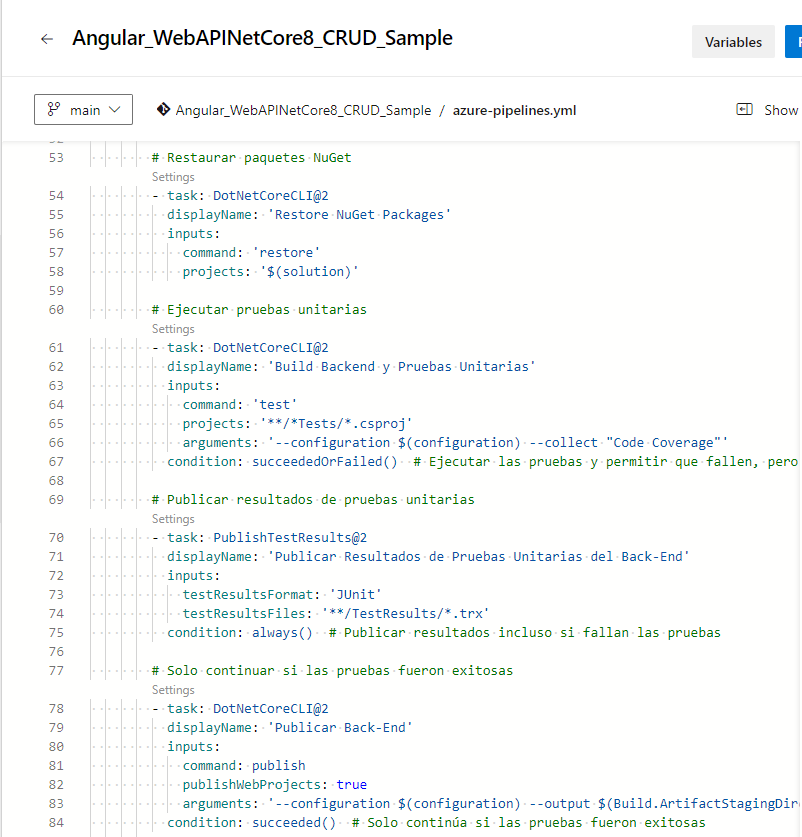 Angular_WebAPINetCore8_CRUD_Sample
Variables
main
Angular_WebAPINetCore8_CRUD_Sample / azure-pipelines.yml
Show
53 # Restaurar paquetes NuGet
Settings
54 - task: DotNetCoreCLI@2
55 displayName: 'Restore NuGet Packages'
56 inputs:
57 command: 'restore'
58 projects: '$(solution)'
59
60 # Ejecutar pruebas unitarias
Settings
61 - task: DotNetCoreCLI@2
62 displayName: 'Build Backend y Pruebas Unitarias'
63 inputs:
64 command: 'test'
65 projects: '**/*Tests/*.csproj'
66 arguments: '--configuration $(configuration) --collect "Code Coverage"'
67 condition: succeededOrFailed() # Ejecutar las pruebas y permitir que fallen, pero
68
69 # Publicar resultados de pruebas unitarias
Settings
70 - task: PublishTestResults@2
71 displayName: 'Publicar Resultados de Pruebas Unitarias del Back-End'
72 inputs:
73 testResultsFormat: 'JUnit'
74 testResultsFiles: '**/TestResults/*.trx'
75 condition: always() # Publicar resultados incluso si fallan las pruebas
76
77 # Solo continuar si las pruebas fueron exitosas
Settings
78 - task: DotNetCoreCLI@2
79 displayName: 'Publicar Back-End'
80 inputs:
81 command: publish
82 publishWebProjects: true
83 arguments: '--configuration $(configuration) --output $(Build.ArtifactStagingDir
84 condition: succeeded() # Solo continúa si las pruebas fueron exitosas